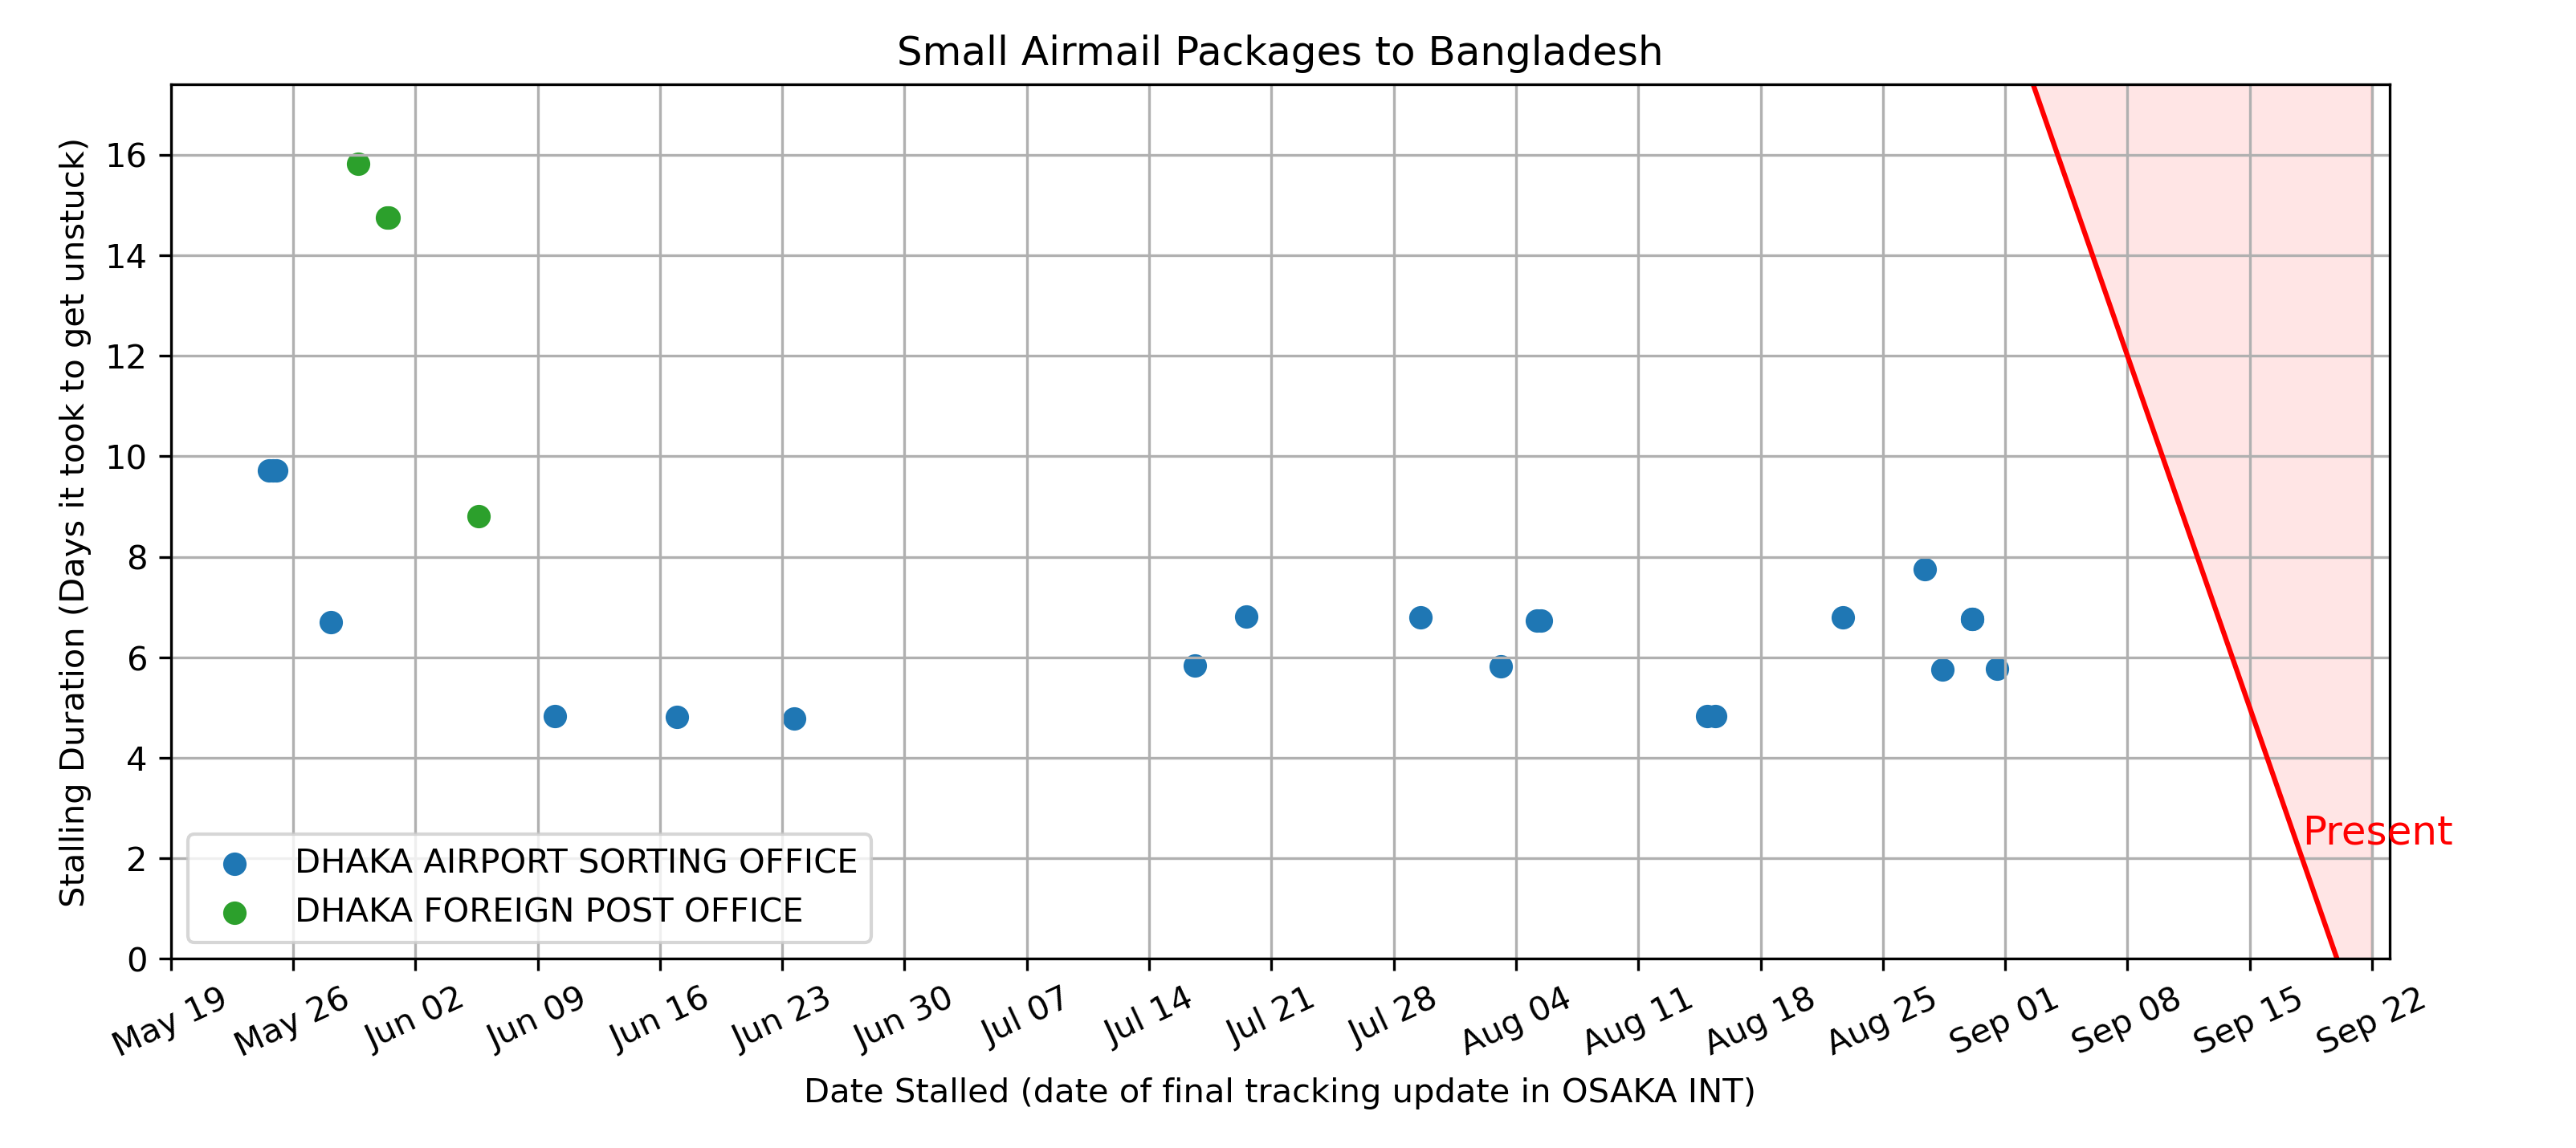 Small Airmail Packages to Bangladesh
Stalling Duration (Days it took to get unstuck)
16
14
12
10
8
6
4
2
0
Present
DHAKA AIRPORT SORTING OFFICE
DHAKA FOREIGN POST OFFICE
May 19
May 26
Jun 02
Jun 09
Jun 16
Jun 23
Jun 30
Jul 07
Jul 14
Jul 21
Jul 28
Aug 04
Aug 11
Aug 18
Aug 25
Sep 01
Sep 08
Sep 15
Sep 22
Date Stalled (date of final tracking update in OSAKA INT)